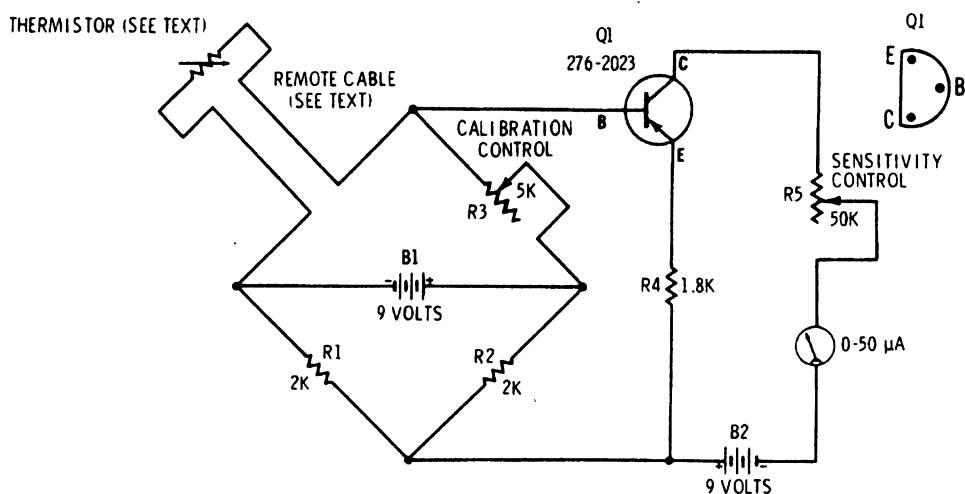 THERMISTOR (SEE TEXT)
REMOTE CABLE
(SEE TEXT)
Q1
276-2023
C
B
E
Q1
E
B
C
CALIBRATION
CONTROL
5K
R3
SENSITIVITY
CONTROL
R5
50K
B1
- +
9 VOLTS
R4
1.8K
R1
2K
R2
2K
0-50 µA
B2
+ -
9 VOLTS